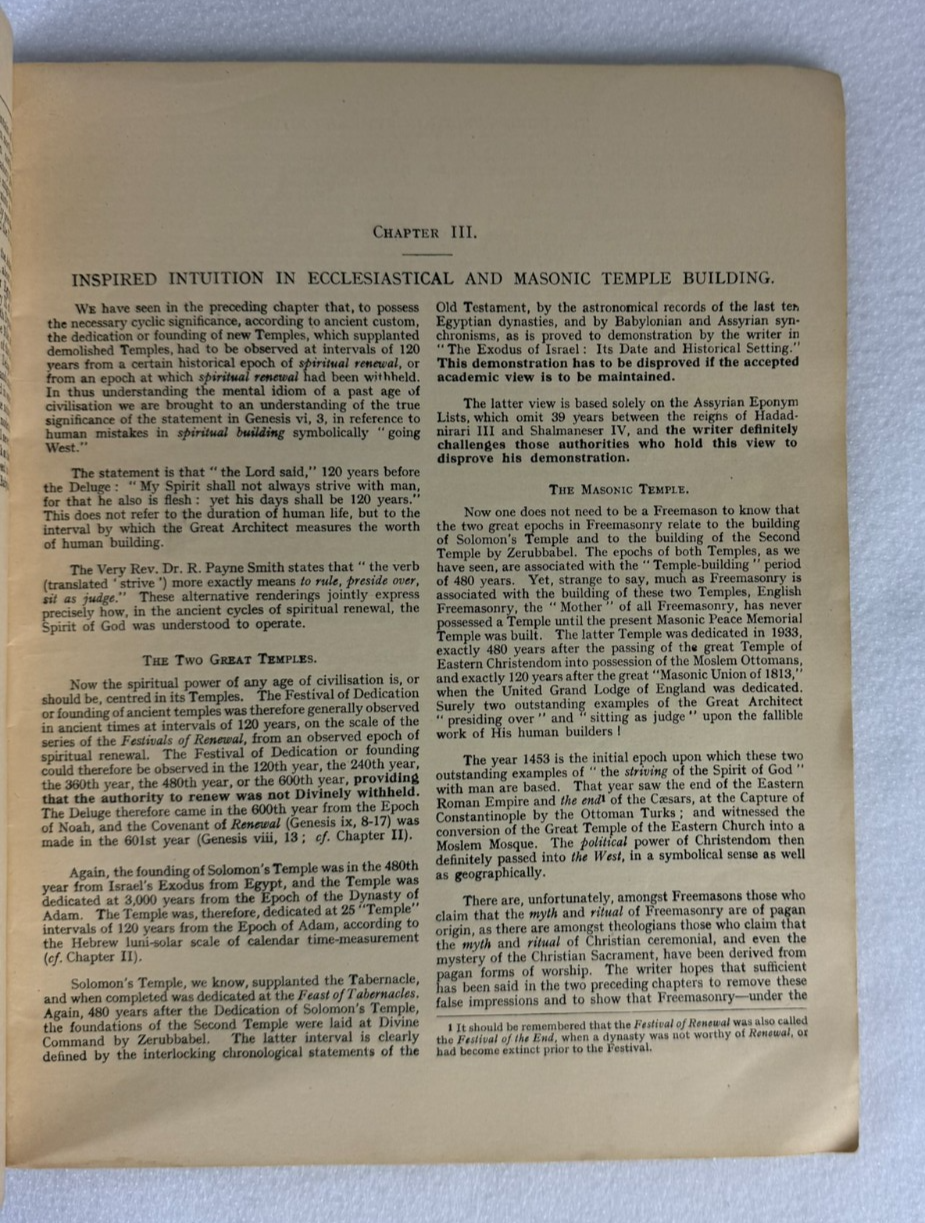 CHAPTER III.
INSPIRED INTUITION IN ECCLESIASTICAL AND MASONIC TEMPLE BUILDING.
WE have seen in the preceding chapter that, to possess
the necessary cyclic significance, according to ancient custom,
the dedication or founding of new Temples, which supplanted
demolished Temples, had to be observed at intervals of 120
years from a certain historical epoch of spiritual renewal, or
from an epoch at which spiritual renewal had been withheld.
In thus understanding the mental idiom of a past age of
civilisation we are brought to an understanding of the true
significance of the statement in Genesis vi, 3, in reference to
human mistakes in spiritual building symbolically " going
West."
The statement is that " the Lord said," 120 years before
the Deluge : " My Spirit shall not always strive with man,
for that he also is flesh : yet his days shall be 120 years."
This does not refer to the duration of human life, but to the
interval by which the Great Architect measures the worth
of human building.
The Very Rev. Dr. R. Payne Smith states that " the verb
(translated ' strive ') more exactly means to rule, preside over,
sit as judge." These alternative renderings jointly express
precisely how, in the ancient cycles of spiritual renewal, the
Spirit of God was understood to operate.
THE TWO GREAT TEMPLES.
Now the spiritual power of any age of civilisation is, or
should be, centred in its Temples. The Festival of Dedication
or founding of ancient temples was therefore generally observed
in ancient times at intervals of 120 years, on the scale of the
series of the Festivals of Renewal, from an observed epoch of
spiritual renewal. The Festival of Dedication or founding
could therefore be observed in the 120th year, the 240th year,
the 360th year, the 480th year, or the 600th year, providing
that the authority to renew was not Divinely withheld.
The Deluge therefore came in the 600th year from the Epoch
of Noah, and the Covenant of Renewal (Genesis ix, 8-17) was
made in the 601st year (Genesis viii, 13 ; cf. Chapter II).
Again, the founding of Solomon's Temple was in the 480th
year from Israel's Exodus from Egypt, and the Temple was
dedicated at 3,000 years from the Epoch of the Dynasty of
Adam. The Temple was, therefore, dedicated at 25 "Temple"
intervals of 120 years from the Epoch of Adam, according to
the Hebrew luni-solar scale of calendar time-measurement
(cf. Chapter II).
Solomon's Temple, we know, supplanted the Tabernacle,
and when completed was dedicated at the Feast of Tabernacles.
Again, 480 years after the Dedication of Solomon's Temple,
the foundations of the Second Temple were laid at Divine
Command by Zerubbabel. The latter interval is clearly
defined by the interlocking chronological statements of the
Old Testament, by the astronomical records of the last ten
Egyptian dynasties, and by Babylonian and Assyrian syn-
chronisms, as is proved to demonstration by the writer in
" The Exodus of Israel : Its Date and Historical Setting."
This demonstration has to be disproved if the accepted
academic view is to be maintained.
The latter view is based solely on the Assyrian Eponym
Lists, which omit 39 years between the reigns of Hadad-
nirari III and Shalmaneser IV, and the writer definitely
challenges those authorities who hold this view to
disprove his demonstration.
THE MASONIC TEMPLE.
Now one does not need to be a Freemason to know that
the two great epochs in Freemasonry relate to the building
of Solomon's Temple and to the building of the Second
Temple by Zerubbabel. The epochs of both Temples, as we
have seen, are associated with the " Temple-building " period
of 480 years. Yet, strange to say, much as Freemasonry is
associated with the building of these two Temples, English
Freemasonry, the " Mother " of all Freemasonry, has never
possessed a Temple until the present Masonic Peace Memorial
Temple was built. The latter Temple was dedicated in 1933,
exactly 480 years after the passing of the great Temple of
Eastern Christendom into possession of the Moslem Ottomans,
and exactly 120 years after the great "Masonic Union of 1813,"
when the United Grand Lodge of England was dedicated.
Surely two outstanding examples of the Great Architect
" presiding over " and " sitting as judge " upon the fallible
work of His human builders !
The year 1453 is the initial epoch upon which these two
outstanding examples of " the striving of the Spirit of God "
with man are based. That year saw the end of the Eastern
Roman Empire and the end¹ of the Cæsars, at the Capture of
Constantinople by the Ottoman Turks ; and witnessed the
conversion of the Great Temple of the Eastern Church into a
Moslem Mosque. The political power of Christendom then
definitely passed into the West, in a symbolical sense as well
as geographically.
There are, unfortunately, amongst Freemasons those who
claim that the myth and ritual of Freemasonry are of pagan
origin, as there are amongst theologians those who claim that
the myth and ritual of Christian ceremonial, and even the
mystery of the Christian Sacrament, have been derived from
pagan forms of worship. The writer hopes that sufficient
has been said in the two preceding chapters to remove these
false impressions and to show that Freemasonry—under the
1 It should be remembered that the Festival of Renewal was also called
the Festival of the End, when a dynasty was not worthy of Renewal, or
had become extinct prior to the Festival.